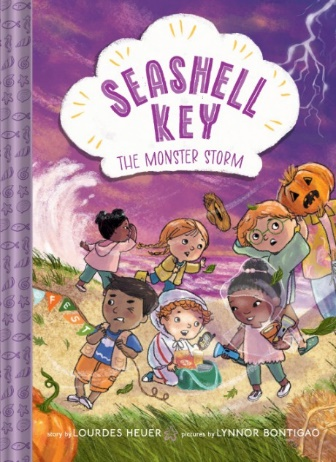 SEASHELL
KEY
THE MONSTER STORM
FEST
story by LOURDES HEUER pictures by LYNNOR BONTIGAO